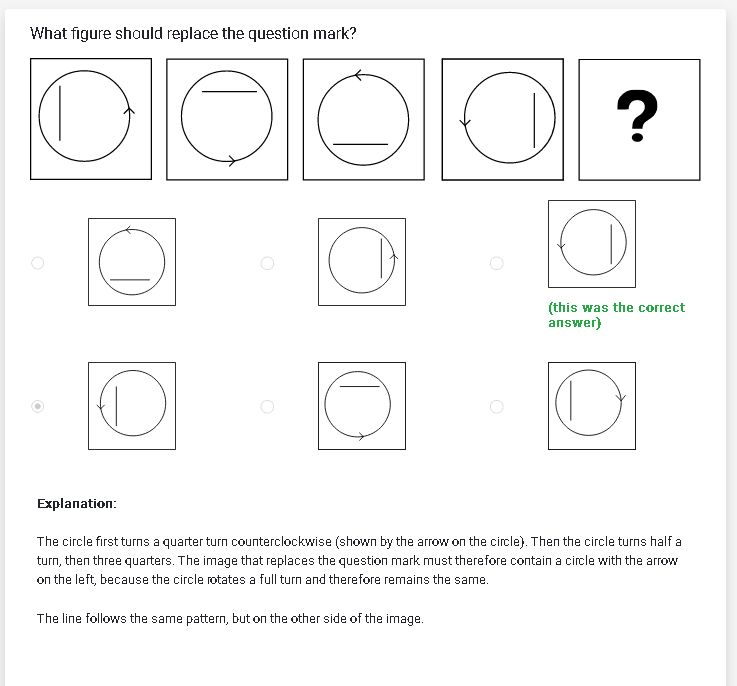 What figure should replace the question mark?
?
(this was the correct
answer)
Explanation:
The circle first turns a quarter turn counterclockwise (shown by the arrow on the circle). Then the circle turns half a
turn, then three quarters. The image that replaces the question mark must therefore contain a circle with the arrow
on the left, because the circle rotates a full turn and therefore remains the same.
The line follows the same pattern, but on the other side of the image.